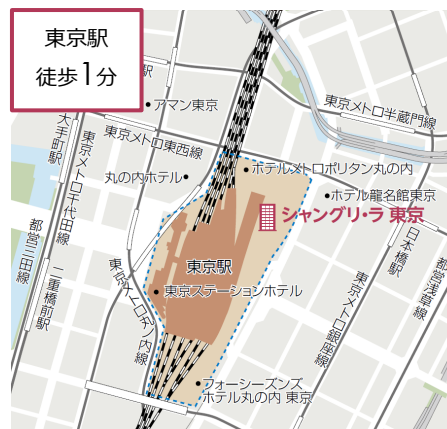 東京駅
徒歩1分
駅
アマン東京
東京メトロ半蔵門線
大手町駅
東京メトロ東西線
東京メトロ千代田線
丸の内ホテル
ホテルメトロポリタン丸の内
ホテル龍名館東京
シャングリ・ラ 東京
日本橋駅
都営三田線
二重橋前駅
東京駅
東京ステーションホテル
東京メトロ丸ノ内線
東京メトロ銀座線
都営浅草線
フォーシーズンズ
ホテル丸の内 東京